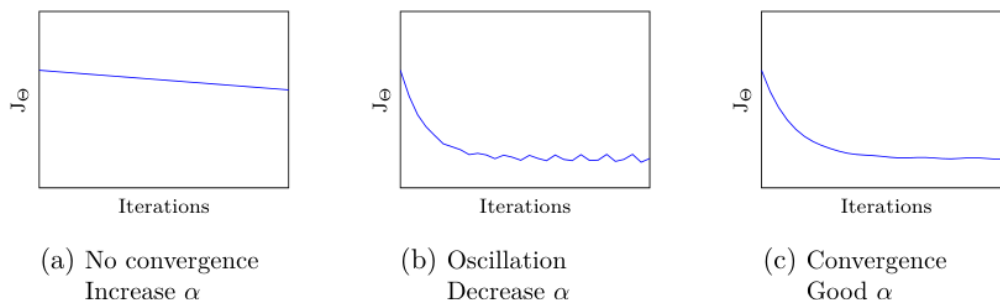 J_Θ
Iterations
(a) No convergence
Increase α
J_Θ
Iterations
(b) Oscillation
Decrease α
J_Θ
Iterations
(c) Convergence
Good α